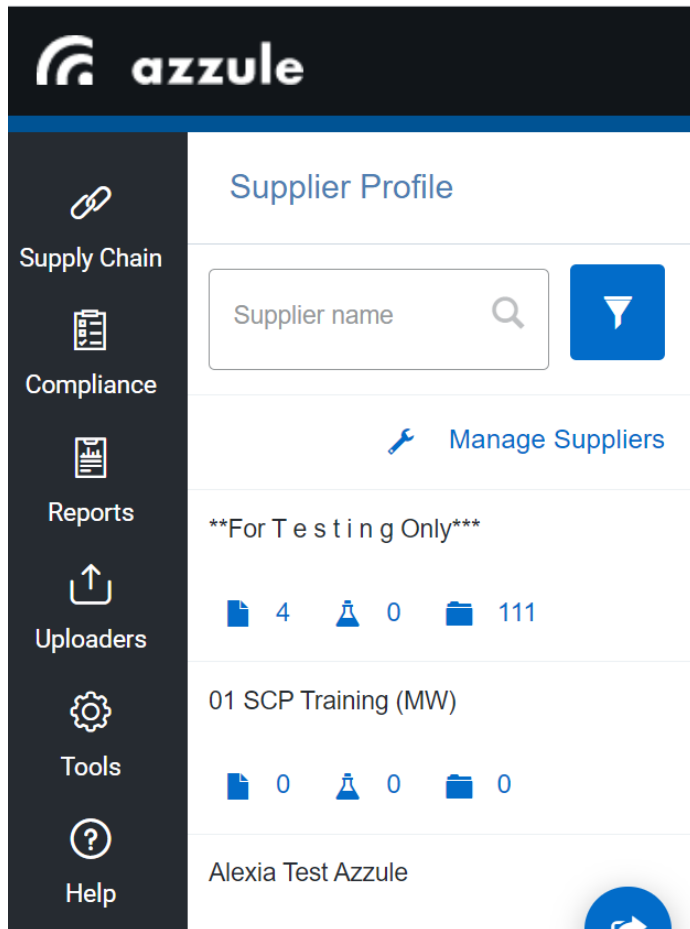 azzule
Supply Chain
Compliance
Reports
Uploaders
Tools
Help
Supplier Profile
Supplier name
Manage Suppliers
**For T e s t i n g Only***
4 0 111
01 SCP Training (MW)
0 0 0
Alexia Test Azzule